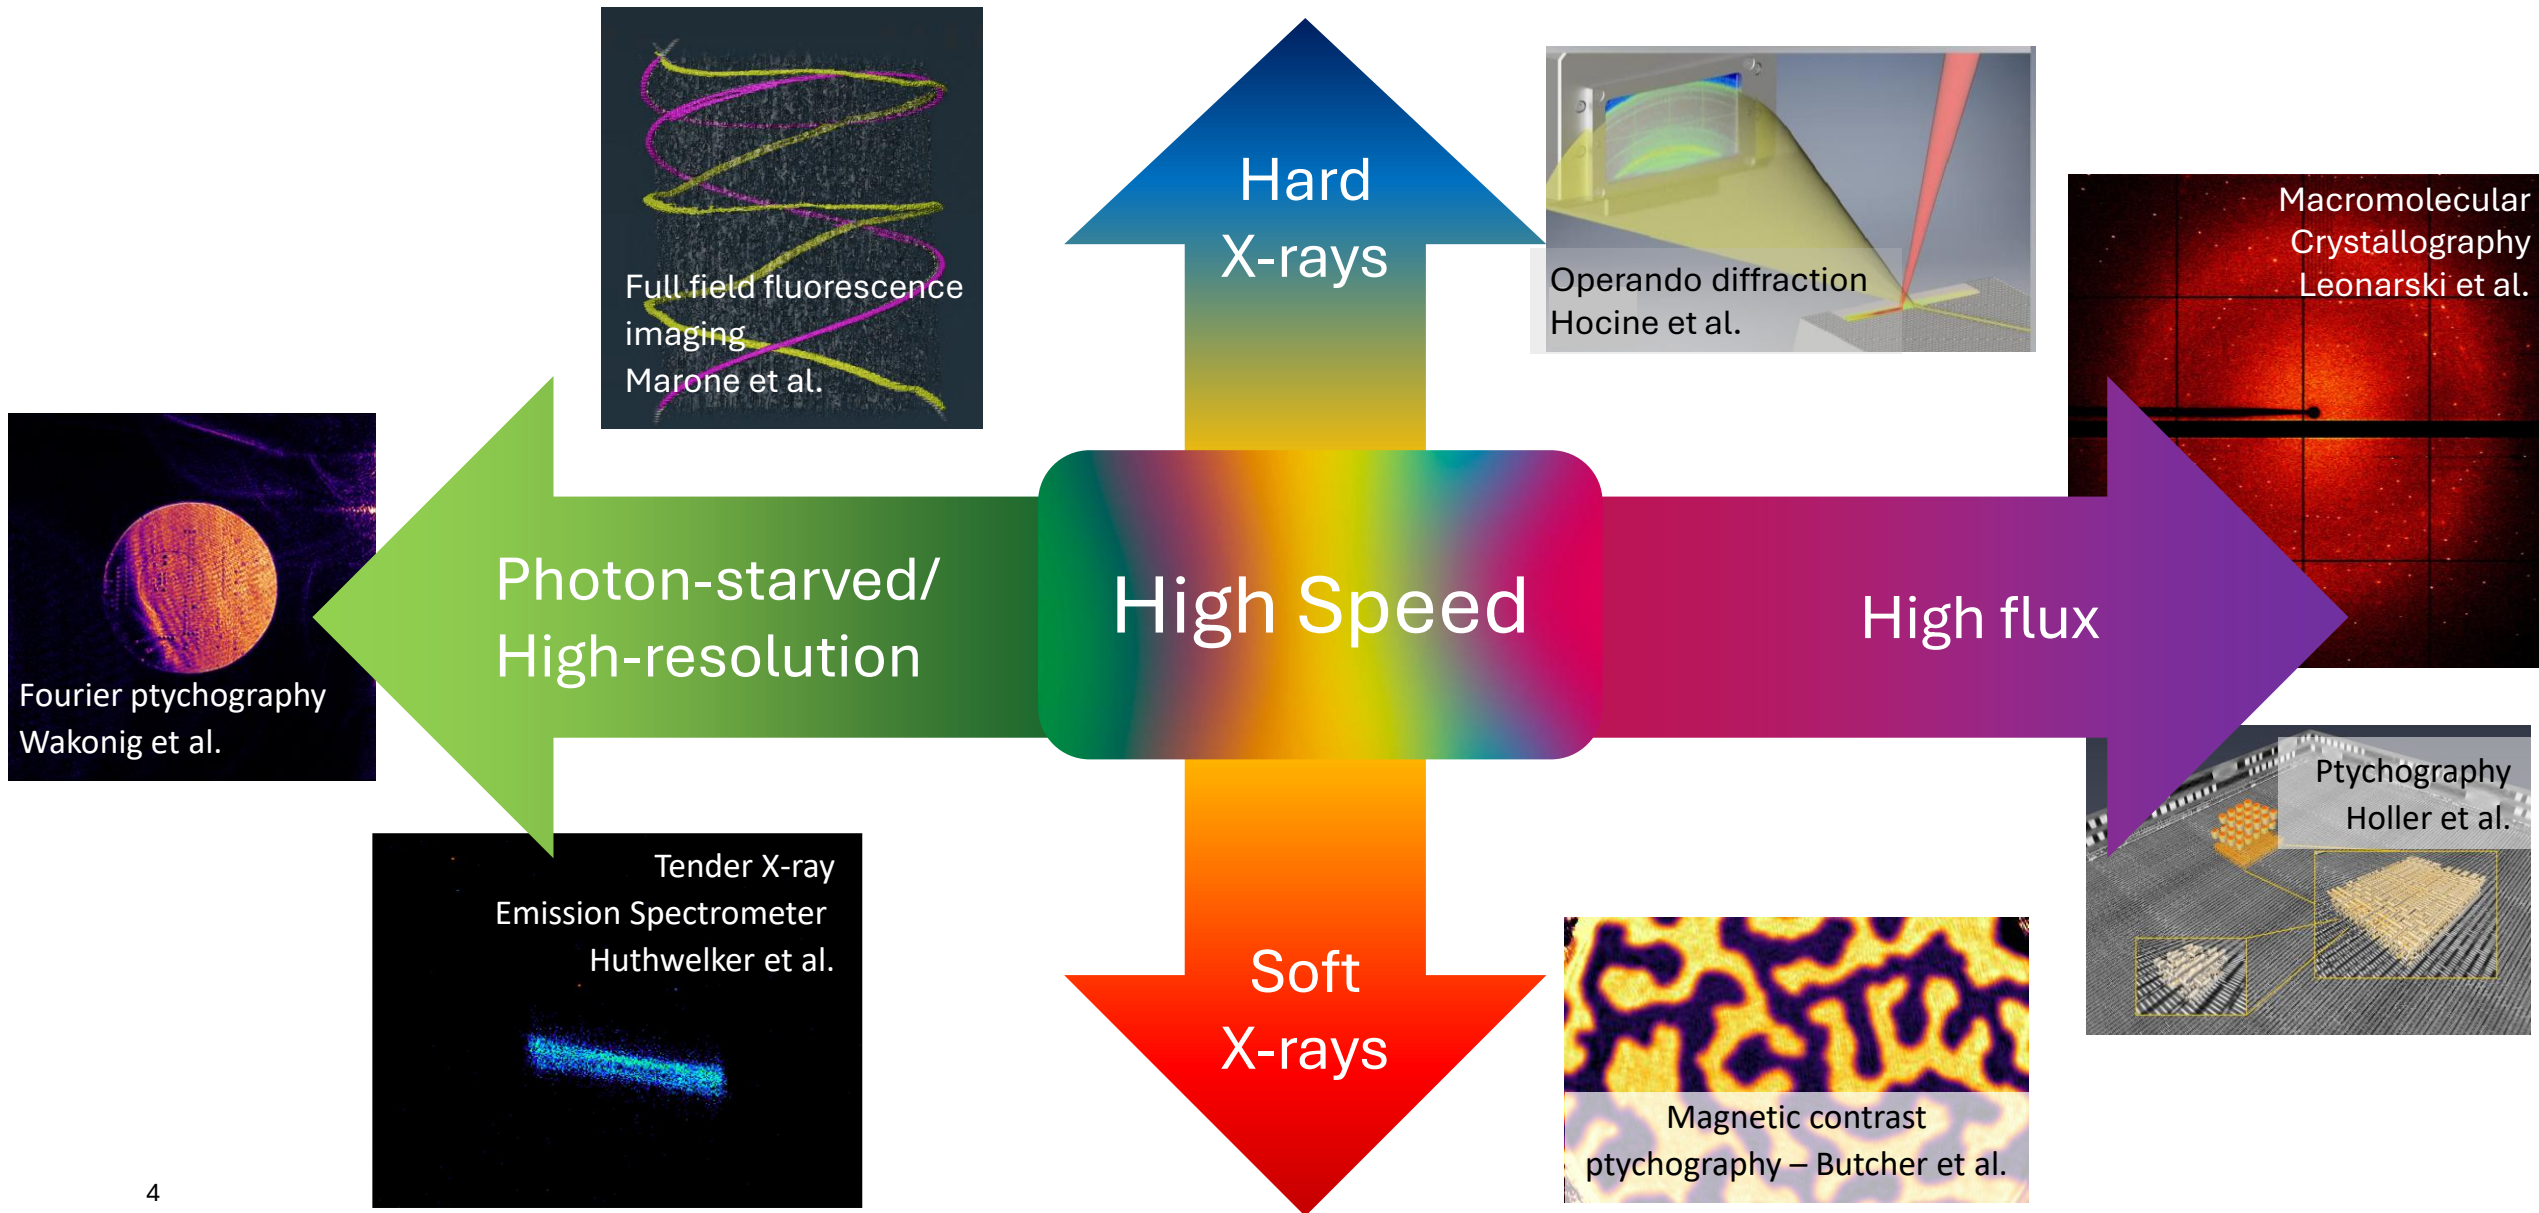 Hard
X-rays
Full field fluorescence
imaging
Marone et al.
Operando diffraction
Hocine et al.
Macromolecular
Crystallography
Leonarski et al.
Fourier ptychography
Wakonig et al.
Photon-starved/
High-resolution
High Speed
High flux
Ptychography
Holler et al.
Tender X-ray
Emission Spectrometer
Huthwelker et al.
Soft
X-rays
Magnetic contrast
ptychography – Butcher et al.
4